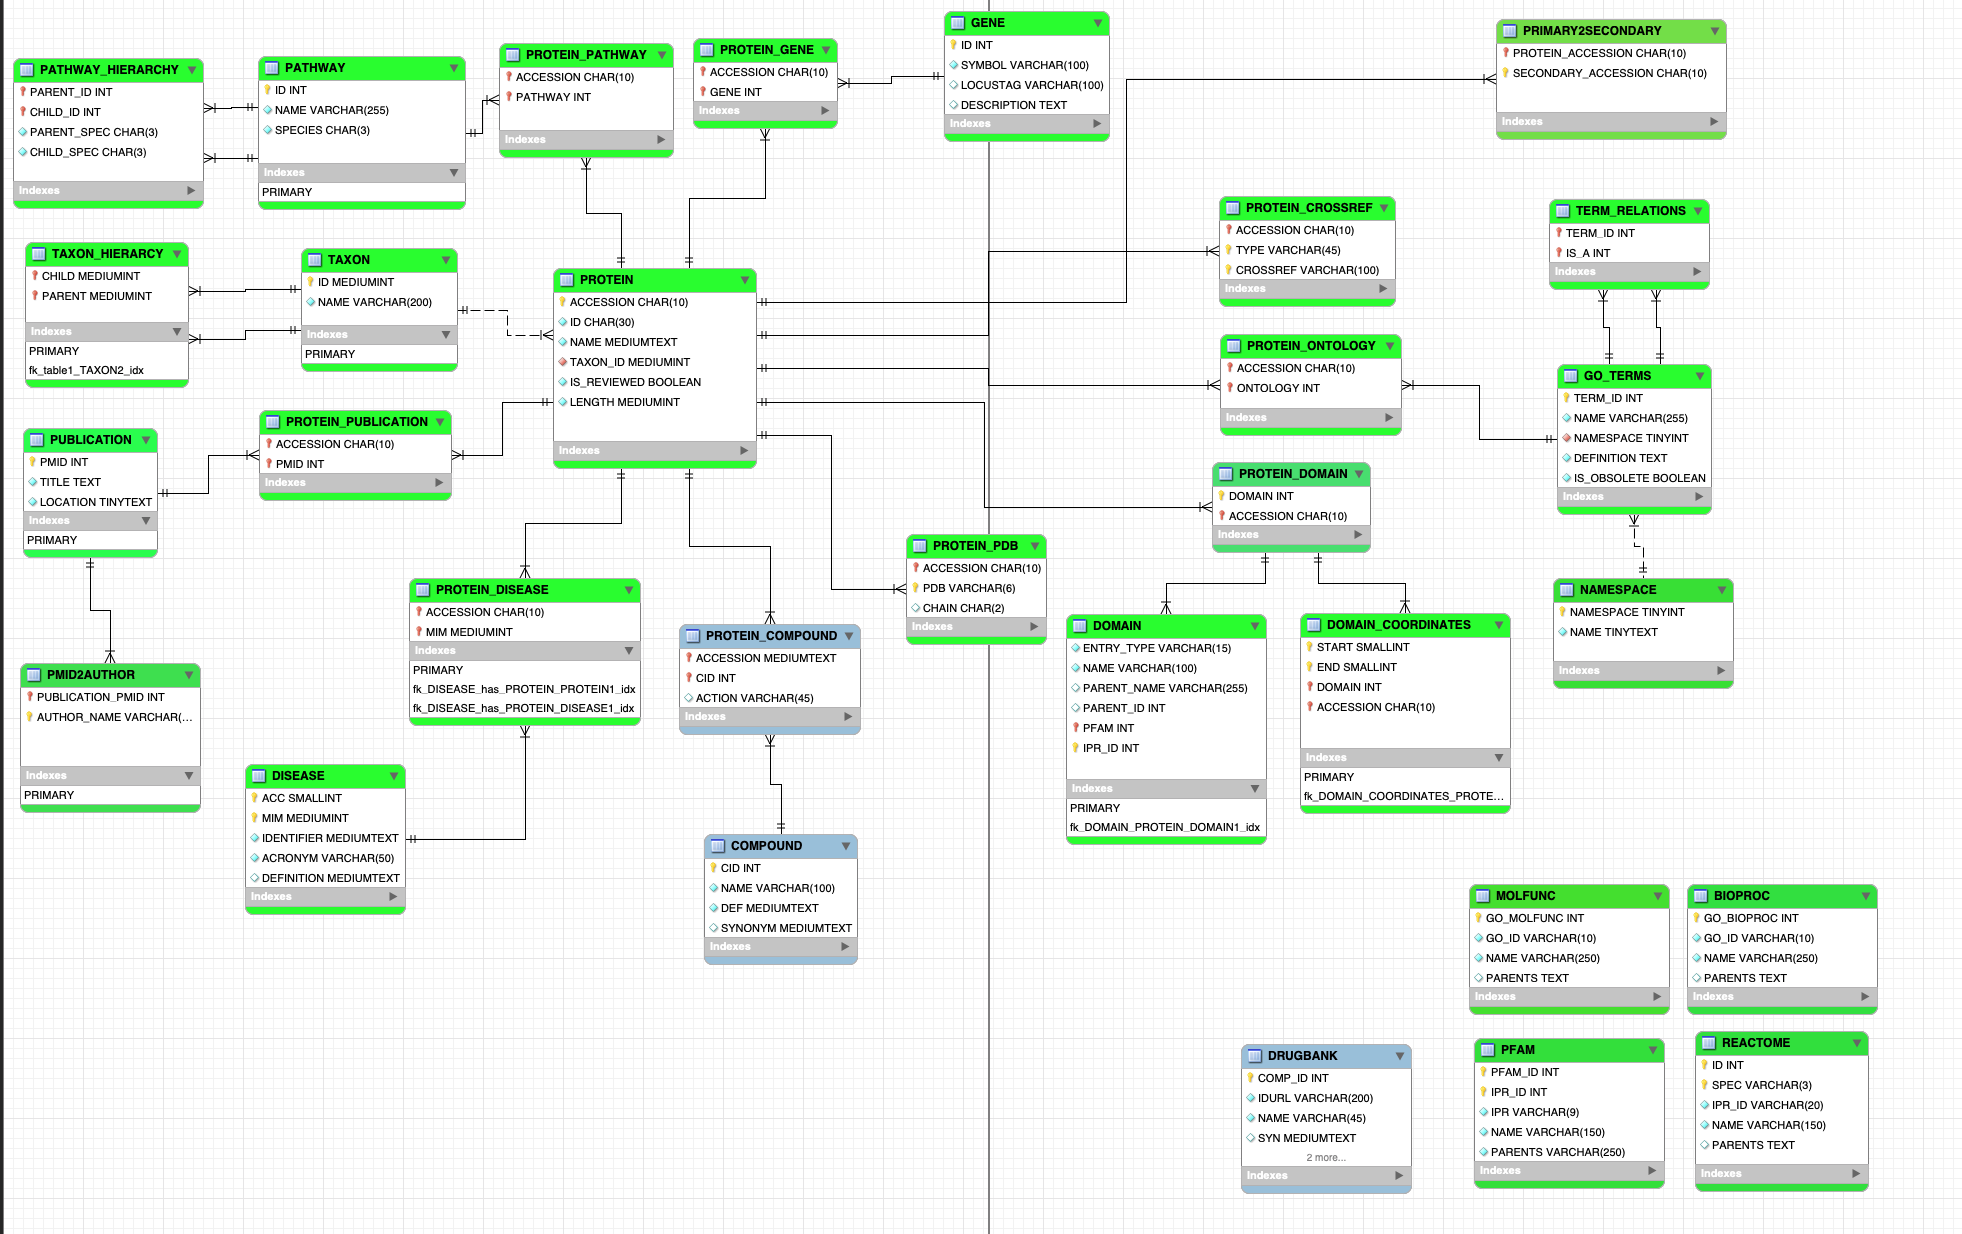 PATHWAY_HIERARCHY
PARENT_ID INT
CHILD_ID INT
PARENT_SPEC CHAR(3)
CHILD_SPEC CHAR(3)
Indexes
PATHWAY
ID INT
NAME VARCHAR(255)
SPECIES CHAR(3)
Indexes
PRIMARY
PROTEIN_PATHWAY
ACCESSION CHAR(10)
PATHWAY INT
Indexes
PROTEIN_GENE
ACCESSION CHAR(10)
GENE INT
Indexes
GENE
ID INT
SYMBOL VARCHAR(100)
LOCUSTAG VARCHAR(100)
DESCRIPTION TEXT
Indexes
PRIMARY2SECONDARY
PROTEIN_ACCESSION CHAR(10)
SECONDARY_ACCESSION CHAR(10)
Indexes
TAXON_HIERARCY
CHILD MEDIUMINT
PARENT MEDIUMINT
Indexes
PRIMARY
fk_table1_TAXON2_idx
TAXON
ID MEDIUMINT
NAME VARCHAR(200)
Indexes
PRIMARY
PROTEIN
ACCESSION CHAR(10)
ID CHAR(30)
NAME MEDIUMTEXT
TAXON_ID MEDIUMINT
IS_REVIEWED BOOLEAN
LENGTH MEDIUMINT
Indexes
PROTEIN_CROSSREF
ACCESSION CHAR(10)
TYPE VARCHAR(45)
CROSSREF VARCHAR(100)
Indexes
TERM_RELATIONS
TERM_ID INT
IS_A INT
Indexes
PROTEIN_ONTOLOGY
ACCESSION CHAR(10)
ONTOLOGY INT
Indexes
GO_TERMS
TERM_ID INT
NAME VARCHAR(255)
NAMESPACE TINYINT
DEFINITION TEXT
IS_OBSOLETE BOOLEAN
Indexes
PUBLICATION
PMID INT
TITLE TEXT
LOCATION TINYTEXT
Indexes
PRIMARY
PROTEIN_PUBLICATION
ACCESSION CHAR(10)
PMID INT
Indexes
PROTEIN_DOMAIN
DOMAIN INT
ACCESSION CHAR(10)
Indexes
PROTEIN_PDB
ACCESSION CHAR(10)
PDB VARCHAR(6)
CHAIN CHAR(2)
Indexes
NAMESPACE
NAMESPACE TINYINT
NAME TINYTEXT
Indexes
PROTEIN_DISEASE
ACCESSION CHAR(10)
MIM MEDIUMINT
Indexes
PRIMARY
fk_DISEASE_has_PROTEIN_PROTEIN1_idx
fk_DISEASE_has_PROTEIN_DISEASE1_idx
PROTEIN_COMPOUND
ACCESSION MEDIUMTEXT
CID INT
ACTION VARCHAR(45)
Indexes
DOMAIN
ENTRY_TYPE VARCHAR(15)
NAME VARCHAR(100)
PARENT_NAME VARCHAR(255)
PARENT_ID INT
PFAM INT
IPR_ID INT
Indexes
PRIMARY
fk_DOMAIN_PROTEIN_DOMAIN1_idx
DOMAIN_COORDINATES
START SMALLINT
END SMALLINT
DOMAIN INT
ACCESSION CHAR(10)
Indexes
PRIMARY
fk_DOMAIN_COORDINATES_PROTE...
PMID2AUTHOR
PUBLICATION_PMID INT
AUTHOR_NAME VARCHAR(...
Indexes
PRIMARY
DISEASE
ACC SMALLINT
MIM MEDIUMINT
IDENTIFIER MEDIUMTEXT
ACRONYM VARCHAR(50)
DEFINITION MEDIUMTEXT
Indexes
COMPOUND
CID INT
NAME VARCHAR(100)
DEF MEDIUMTEXT
SYNONYM MEDIUMTEXT
Indexes
MOLFUNC
GO_MOLFUNC INT
GO_ID VARCHAR(10)
NAME VARCHAR(250)
PARENTS TEXT
Indexes
BIOPROC
GO_BIOPROC INT
GO_ID VARCHAR(10)
NAME VARCHAR(250)
PARENTS TEXT
Indexes
DRUGBANK
COMP_ID INT
IDURL VARCHAR(200)
NAME VARCHAR(45)
SYN MEDIUMTEXT
2 more...
Indexes
PFAM
PFAM_ID INT
IPR_ID INT
IPR VARCHAR(9)
NAME VARCHAR(150)
PARENTS VARCHAR(250)
Indexes
REACTOME
ID INT
SPEC VARCHAR(3)
IPR_ID VARCHAR(20)
NAME VARCHAR(150)
PARENTS TEXT
Indexes